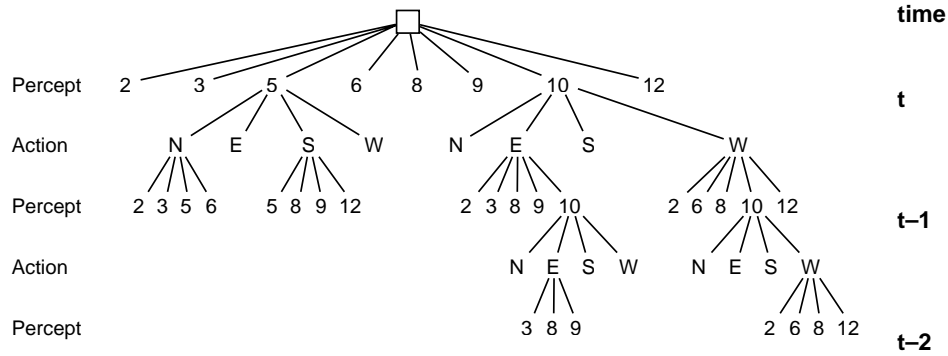 time
Percept 2 3 5 6 8 9 10 12
t
Action N E S W N E S W
Percept 2 3 5 6 5 8 9 12 2 3 8 9 10 2 6 8 10 12
t–1
Action N E S W N E S W
Percept 3 8 9 2 6 8 12
t–2